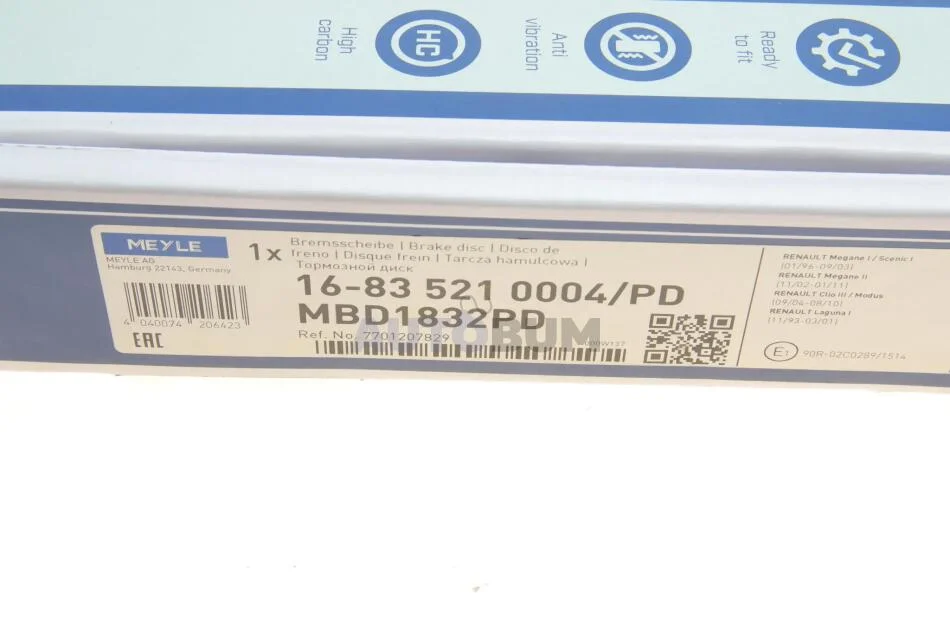 High
carbon
HC
Anti
vibration
Ready
to fit
MEYLE
MEYLE AG
Hamburg 22143, Germany
4 040074 206423
EAC
1x
Bremsscheibe | Brake disc | Disco de
freno | Disque frein | Tarcza hamulcowa |
Тормозной диск
16-83 521 0004/PD
MBD1832PD
AUTOBUM
Ref. No. 7701207829
RENAULT Megane I / Scenic I
(01/96-09/03)
RENAULT Megane II
(11/02-01/11)
RENAULT Clio III / Modus
(09/04-08/10)
RENAULT Laguna I
(11/93-03/01)
E1 90R-02C0289/1514